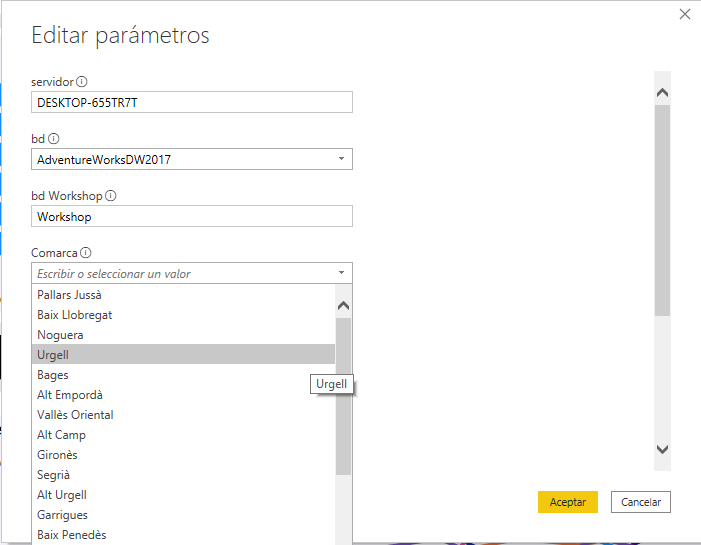 Editar parámetros
servidor
DESKTOP-655TR7T
bd
AdventureWorksDW2017
bd Workshop
Workshop
Comarca
Escribir o seleccionar un valor
Pallars Jussà
Baix Llobregat
Noguera
Urgell
Bages
Urgell
Alt Empordà
Vallès Oriental
Alt Camp
Gironès
Segrià
Alt Urgell
Garrigues
Baix Penedès
Aceptar
Cancelar